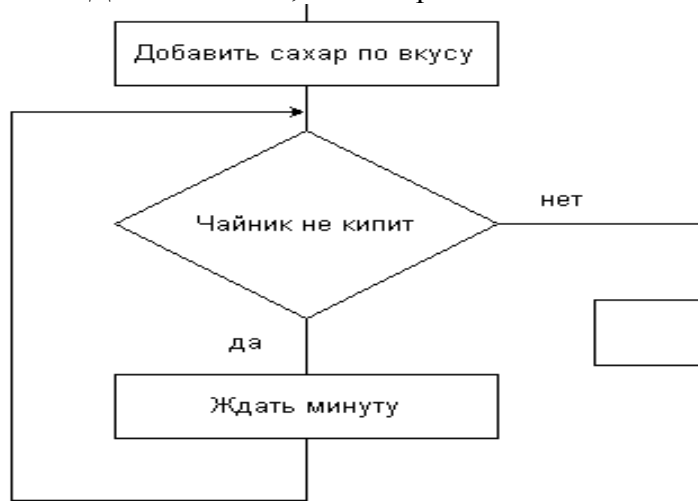 Добавить сахар по вкусу
Чайник не кипит
нет
да
Ждать минуту